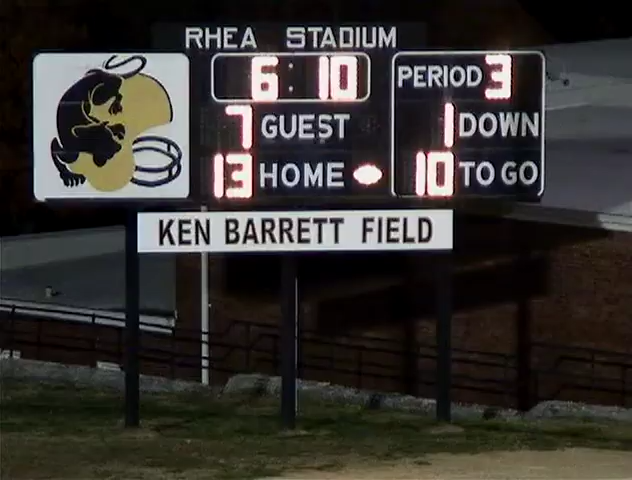 RHEA STADIUM
6:10
PERIOD 3
7 GUEST
1 DOWN
13 HOME
10 TO GO
KEN BARRETT FIELD